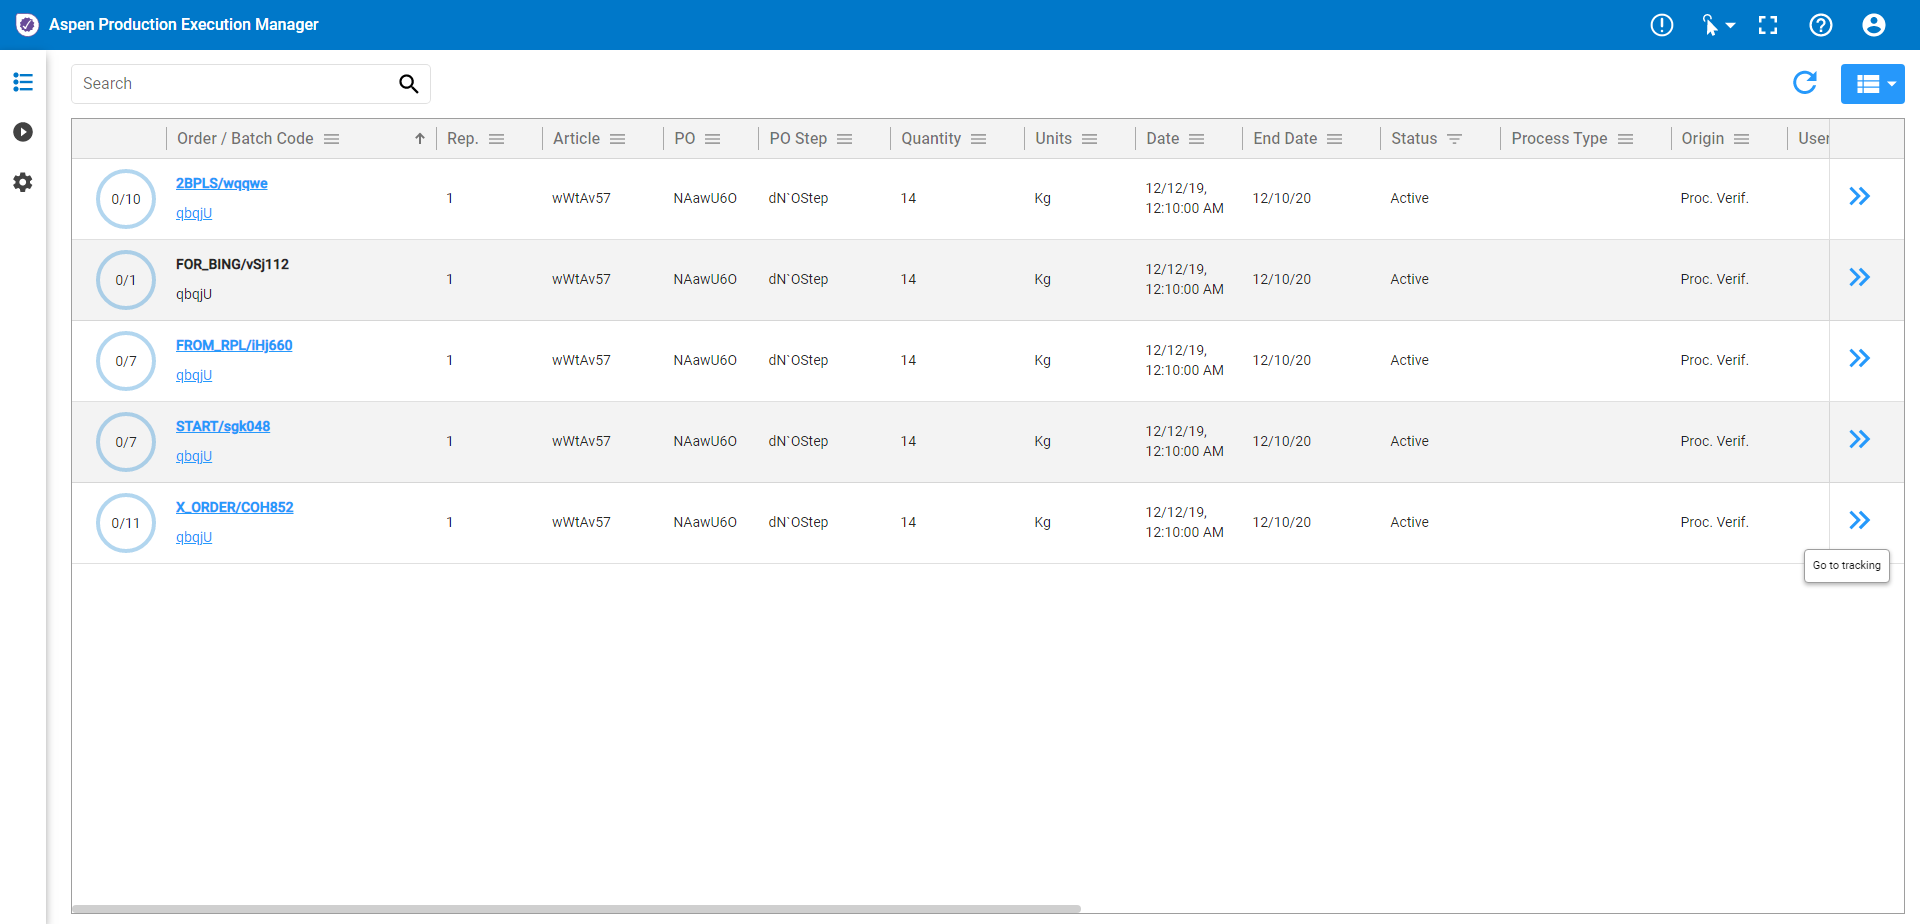 Aspen Production Execution Manager
Search
Order / Batch Code Rep. Article PO PO Step Quantity Units Date End Date Status Process Type Origin User
0/10 2BPLS/wqqwe 1 wWtAv57 NAawU6O dN`OStep 14 Kg 12/12/19, 12/10/20 Active Proc. Verif.
qbqjU 12:10:00 AM
0/1 FOR_BING/vSj112 1 wWtAv57 NAawU6O dN`OStep 14 Kg 12/12/19, 12/10/20 Active Proc. Verif.
qbqjU 12:10:00 AM
0/7 FROM_RPL/iHj660 1 wWtAv57 NAawU6O dN`OStep 14 Kg 12/12/19, 12/10/20 Active Proc. Verif.
qbqjU 12:10:00 AM
0/7 START/sgk048 1 wWtAv57 NAawU6O dN`OStep 14 Kg 12/12/19, 12/10/20 Active Proc. Verif.
qbqjU 12:10:00 AM
0/11 X_ORDER/COH852 1 wWtAv57 NAawU6O dN`OStep 14 Kg 12/12/19, 12/10/20 Active Proc. Verif.
qbqjU 12:10:00 AM
Go to tracking